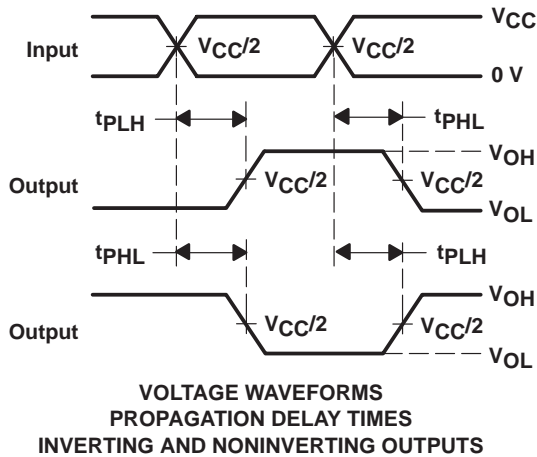 VCC
Input
VCC/2
VCC/2
0 V
tPLH
tPHL
VOH
Output
VCC/2
VCC/2
VOL
tPHL
tPLH
VOH
Output
VCC/2
VCC/2
VOL
VOLTAGE WAVEFORMS
PROPAGATION DELAY TIMES
INVERTING AND NONINVERTING OUTPUTS